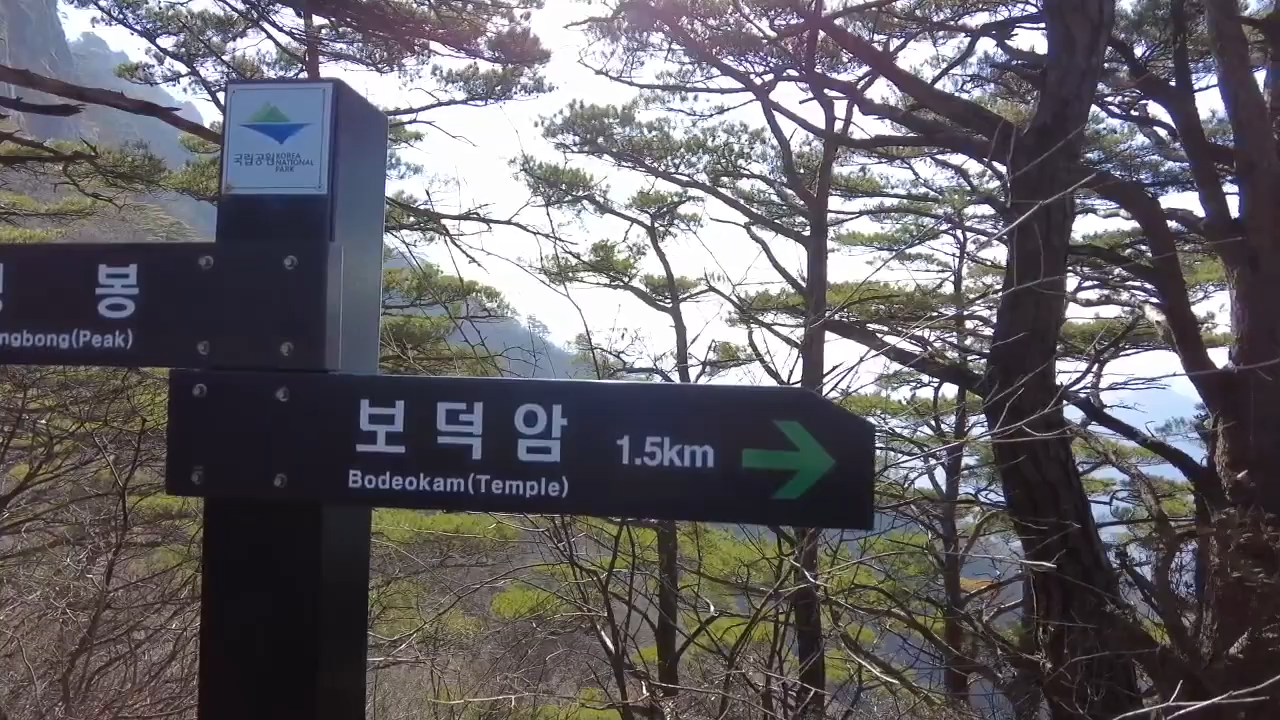 국립공원 KOREA
NATIONAL
PARK
봉
ngbong(Peak)
보덕암 1.5km
Bodeokam(Temple)